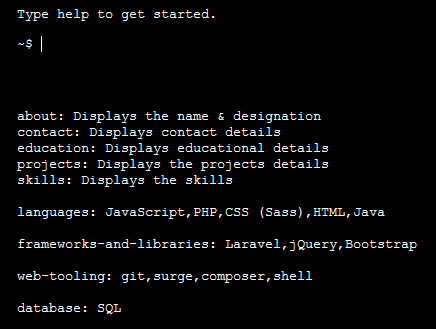 Type help to get started.
~$
about: Displays the name & designation
contact: Displays contact details
education: Displays educational details
projects: Displays the projects details
skills: Displays the skills
languages: JavaScript,PHP,CSS (Sass),HTML,Java
frameworks-and-libraries: Laravel,jQuery,Bootstrap
web-tooling: git,surge,composer,shell
database: SQL